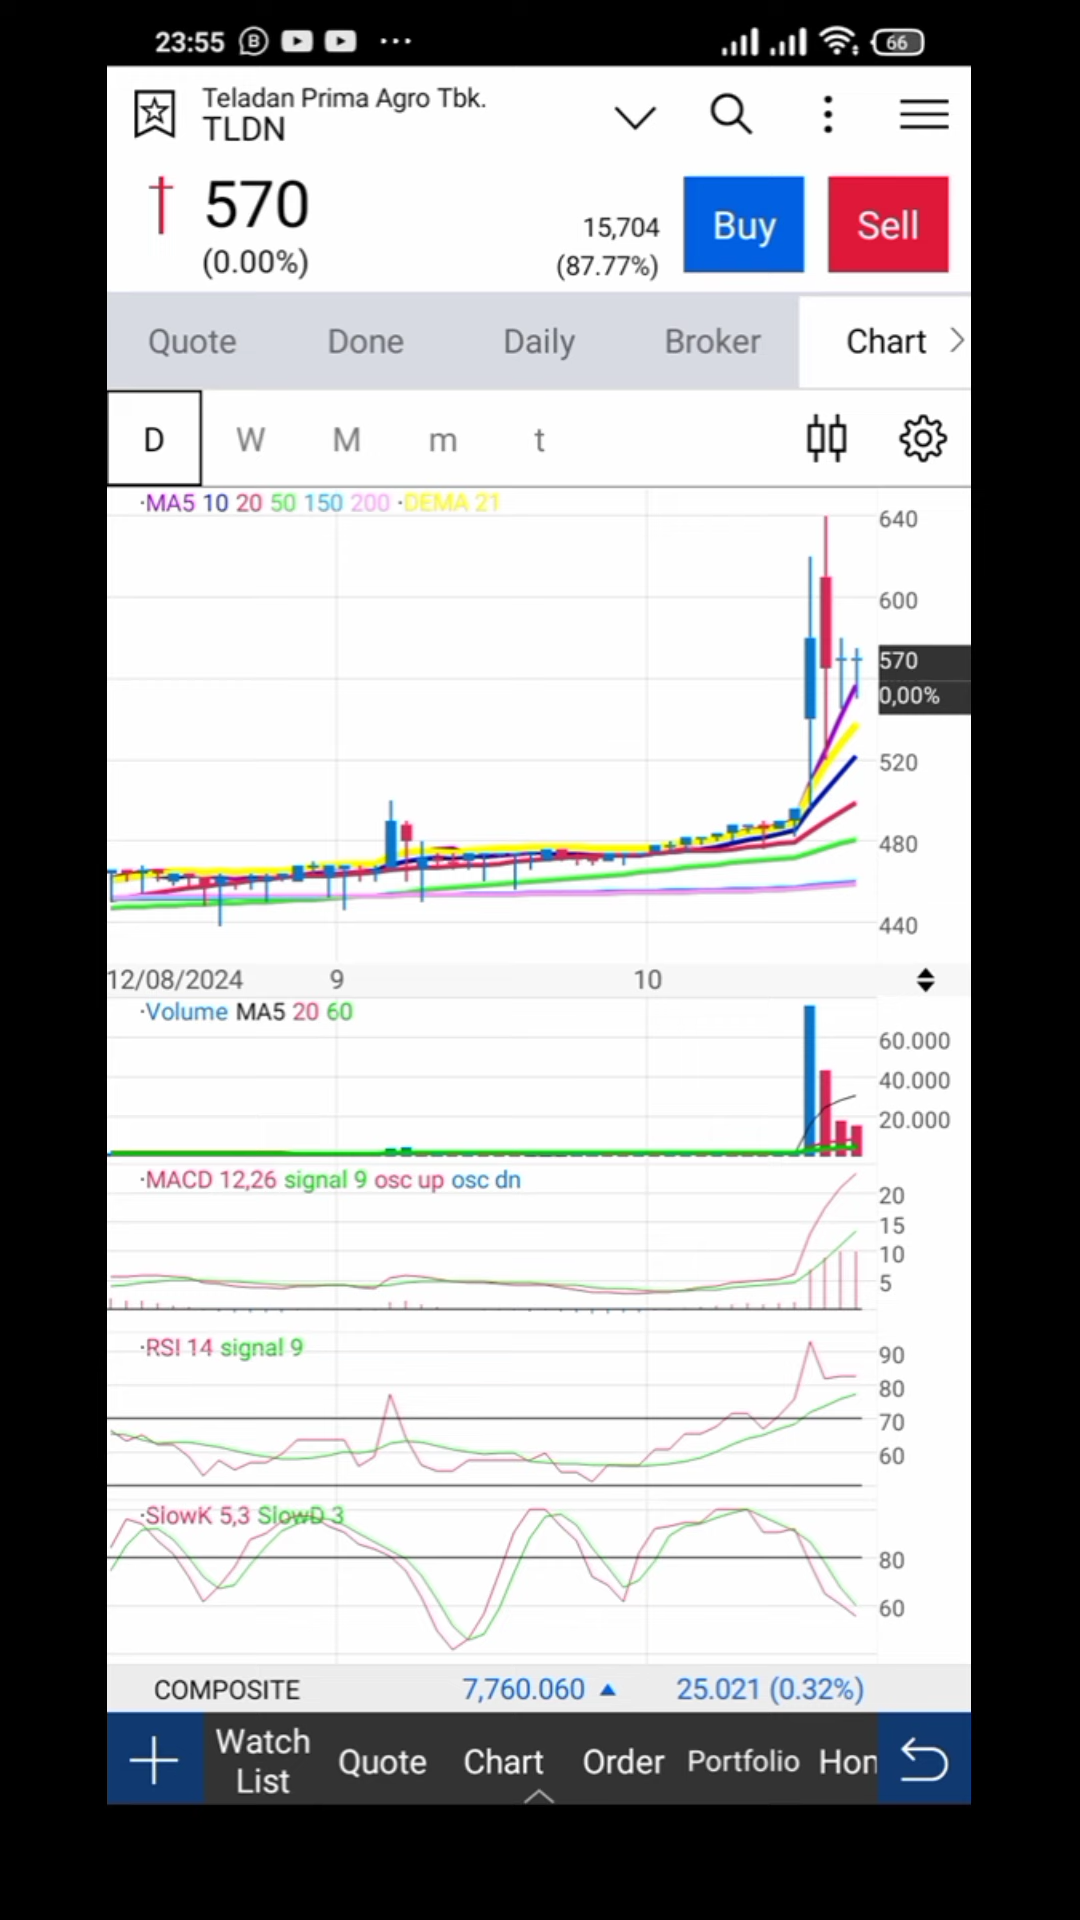 23:55 B 66
Teladan Prima Agro Tbk.
TLDN
570
(0.00%)
15,704
(87.77%)
Buy
Sell
Quote Done Daily Broker Chart
D W M m t
·MA5 10 20 50 150 200 ·DEMA 21
640
600
570
0,00%
520
480
440
12/08/2024 9 10
·Volume MA5 20 60
60.000
40.000
20.000
·MACD 12,26 signal 9 osc up osc dn
20
15
10
5
·RSI 14 signal 9
90
80
70
60
·SlowK 5,3 SlowD 3
80
60
COMPOSITE 7,760.060 ▲ 25.021 (0.32%)
Watch List Quote Chart Order Portfolio Hon